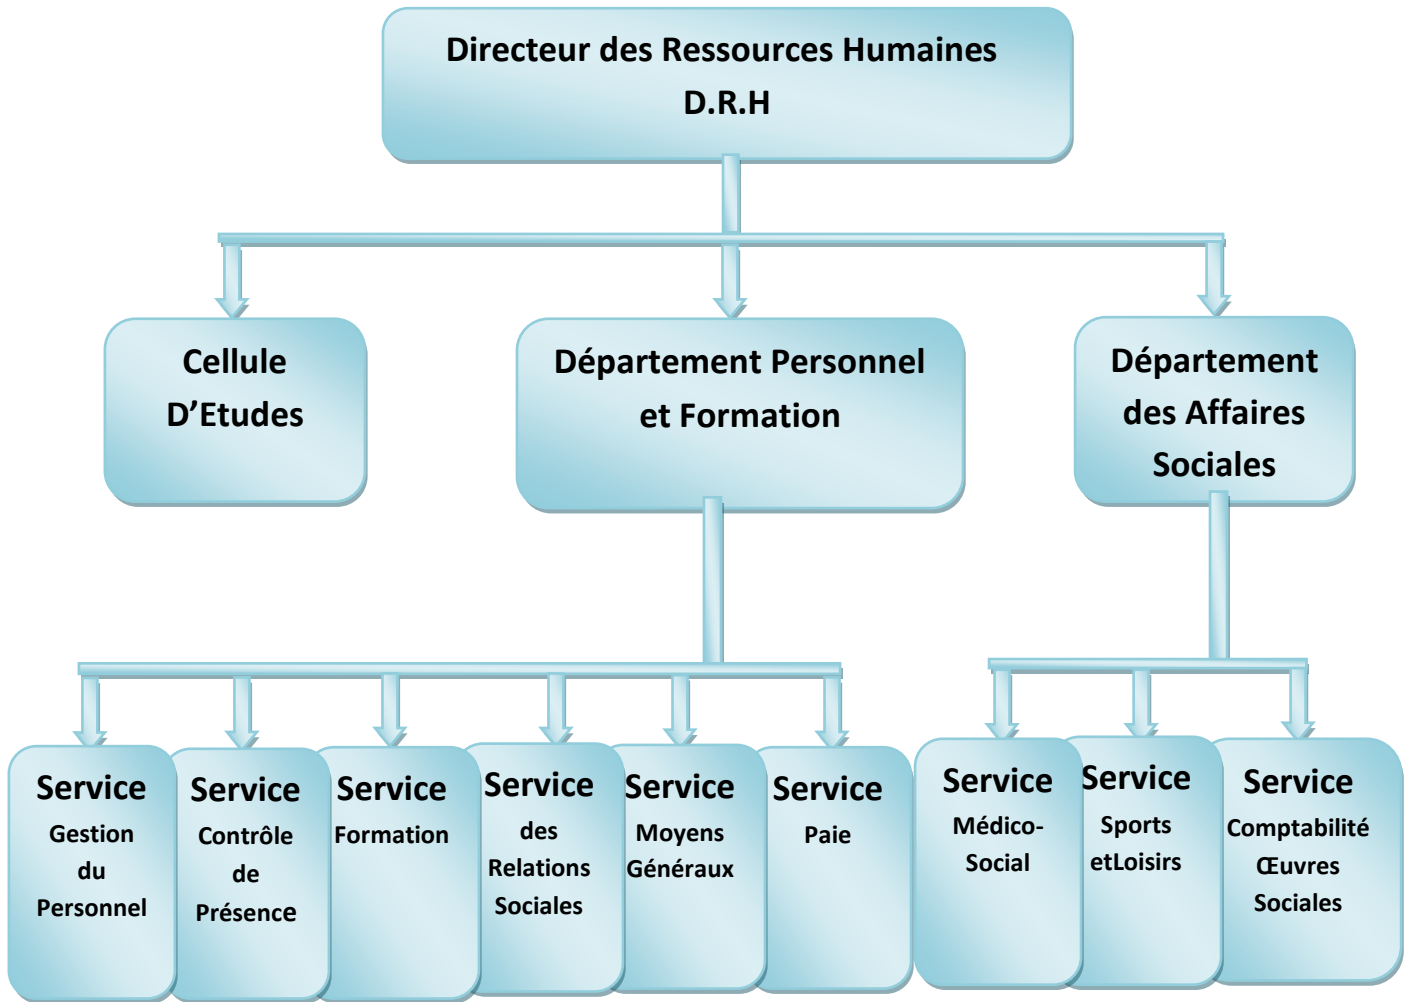 Directeur des Ressources Humaines
D.R.H
Cellule
D’Etudes
Département Personnel
et Formation
Département
des Affaires
Sociales
Service
Gestion
du
Personnel
Service
Contrôle
de
Présence
Service
Formation
Service
des
Relations
Sociales
Service
Moyens
Généraux
Service
Paie
Service
Médico-
Social
Service
Sports
etLoisirs
Service
Comptabilité
Œuvres
Sociales